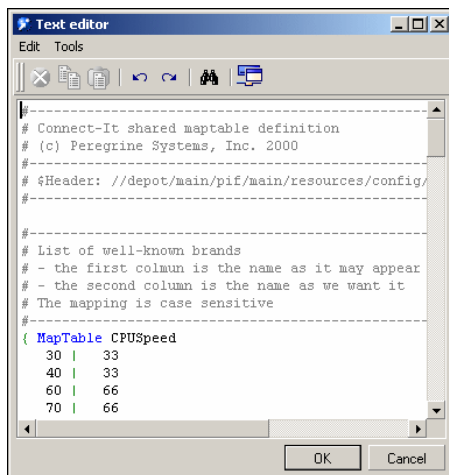 Text editor
Edit Tools
#------------------------------------------------------
# Connect-It shared maptable definition
# (c) Peregrine Systems, Inc. 2000
#------------------------------------------------------
# $Header: //depot/main/pif/main/resources/config/
#------------------------------------------------------
#------------------------------------------------------
# List of well-known brands
# - the first colmun is the name as it may appear
# - the second column is the name as we want it
# The mapping is case sensitive
#------------------------------------------------------
{ MapTable CPUSpeed
30 | 33
40 | 33
60 | 66
70 | 66
OK Cancel